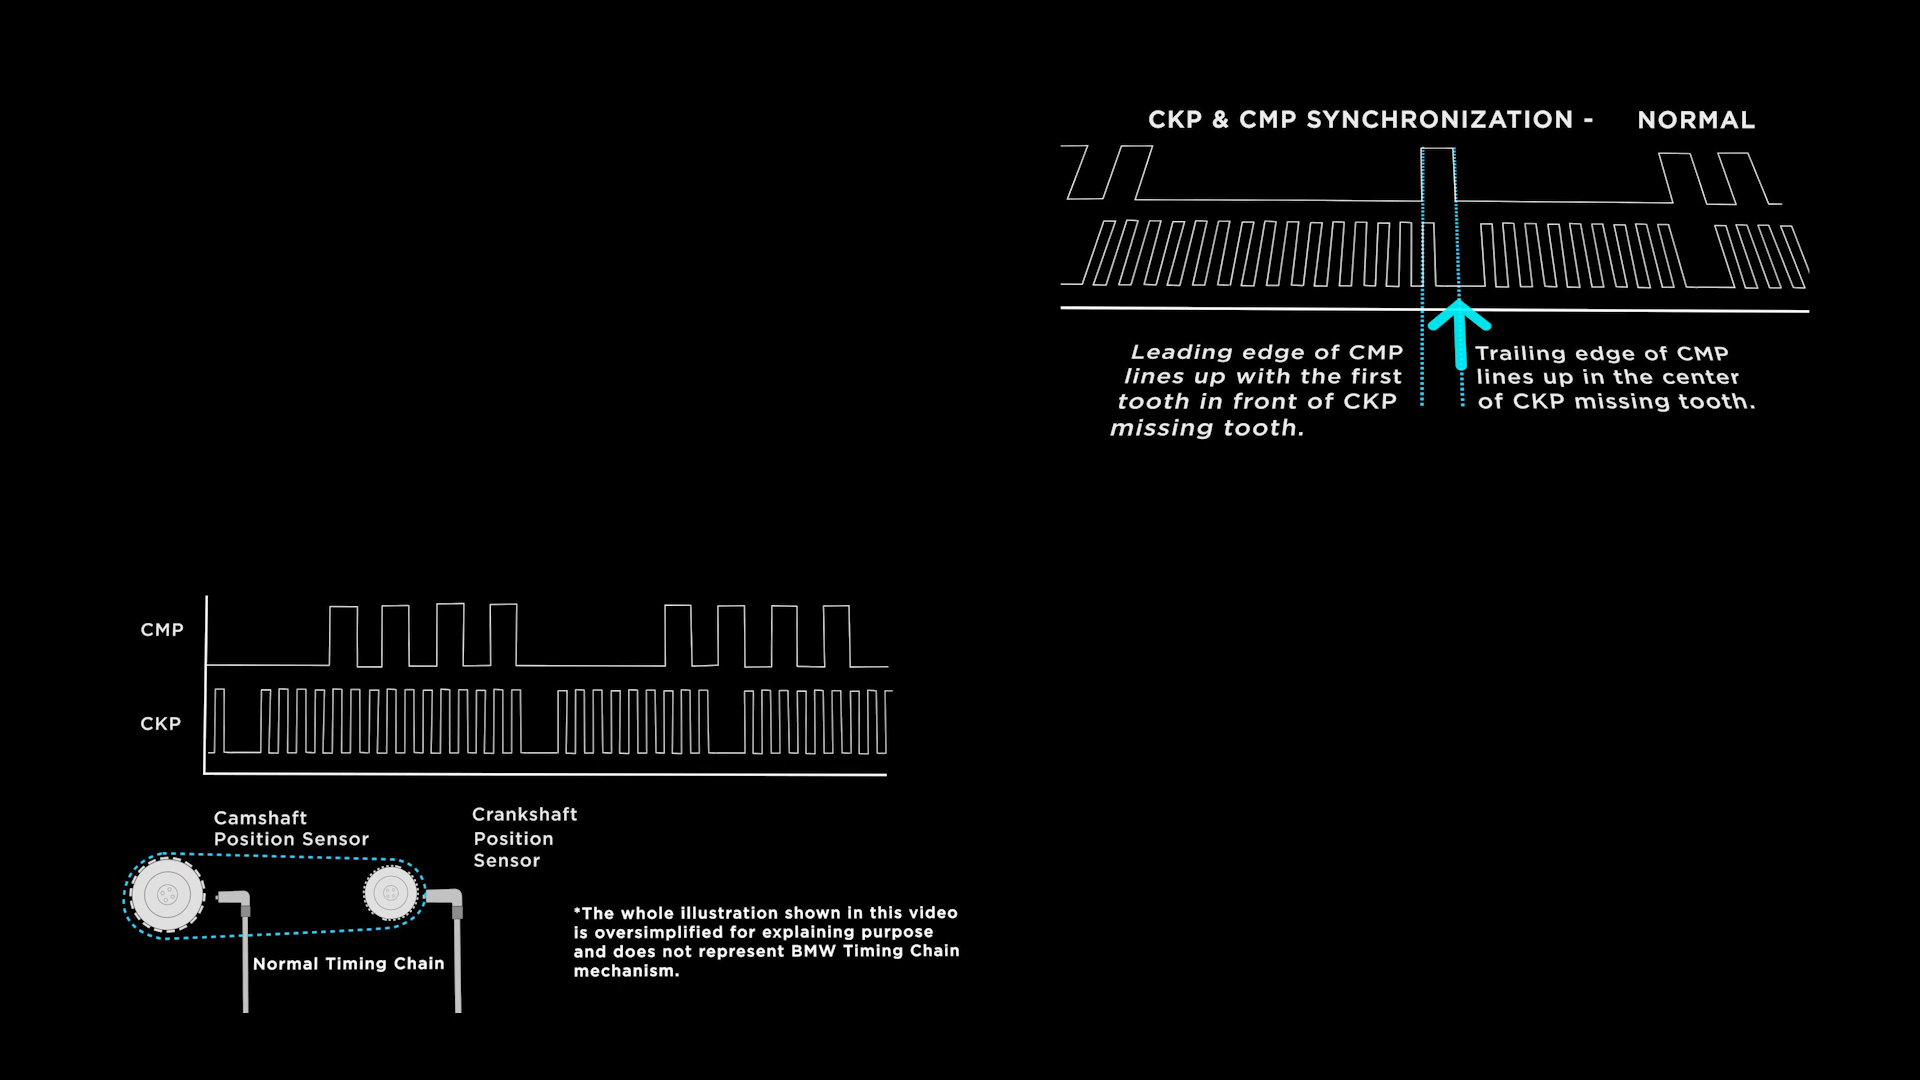 CKP & CMP SYNCHRONIZATION - NORMAL
Leading edge of CMP
lines up with the first
tooth in front of CKP
missing tooth.
Trailing edge of CMP
lines up in the center
of CKP missing tooth.
CMP
CKP
Camshaft
Position Sensor
Crankshaft
Position
Sensor
Normal Timing Chain
*The whole illustration shown in this video
is oversimplified for explaining purpose
and does not represent BMW Timing Chain
mechanism.